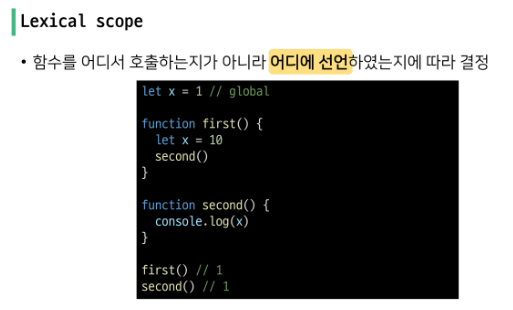 Lexical scope
• 함수를 어디서 호출하는지가 아니라 어디에 선언하였는지에 따라 결정
let x = 1 // global
function first() {
let x = 10
second()
}
function second() {
console.log(x)
}
first() // 1
second() // 1